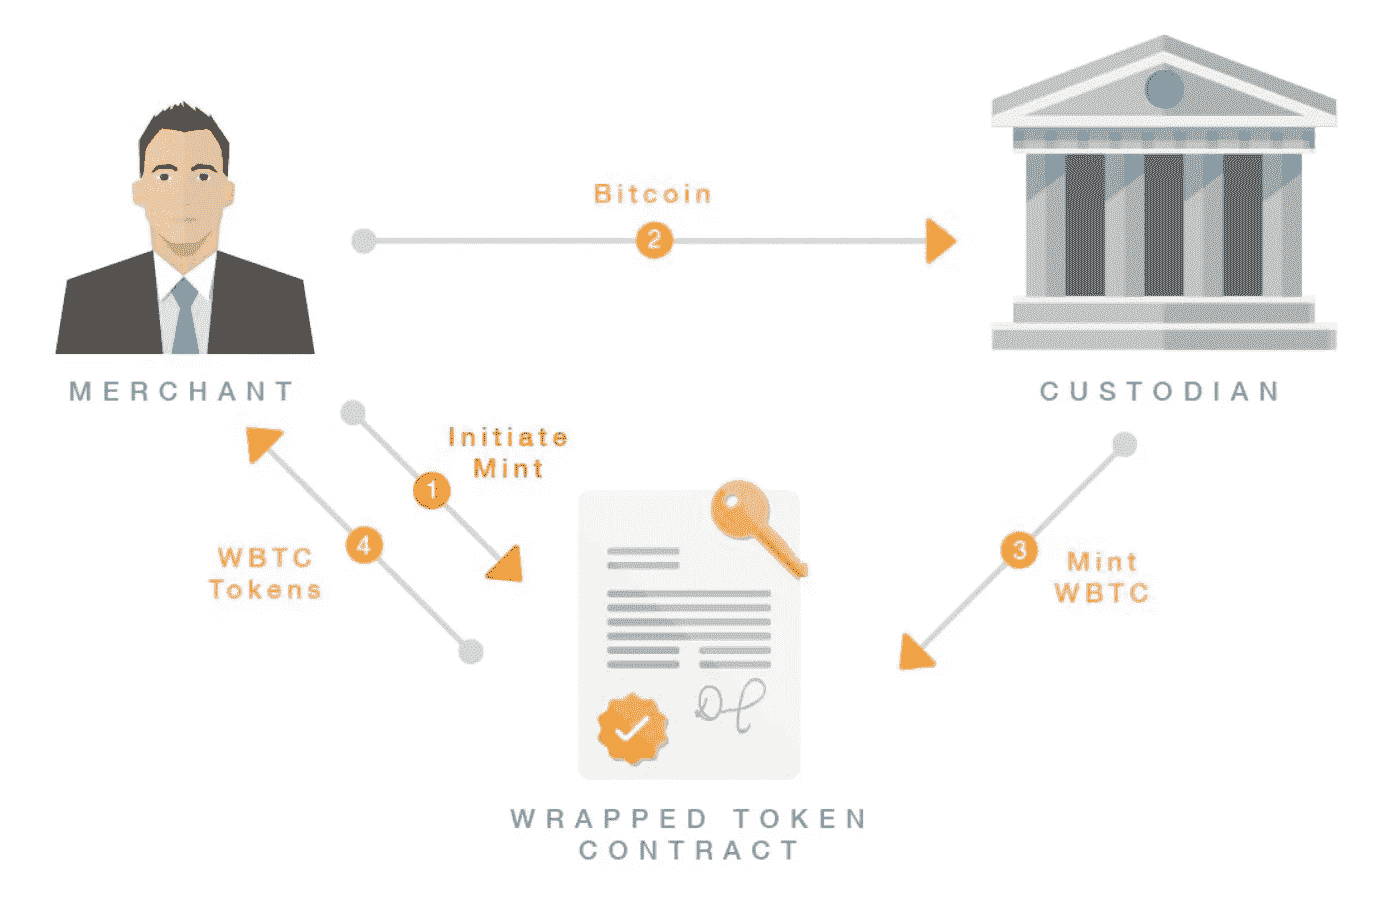 Bitcoin
2
MERCHANT
CUSTODIAN
Initiate
Mint
1
WBTC
Tokens
4
3
Mint
WBTC
WRAPPED TOKEN
CONTRACT